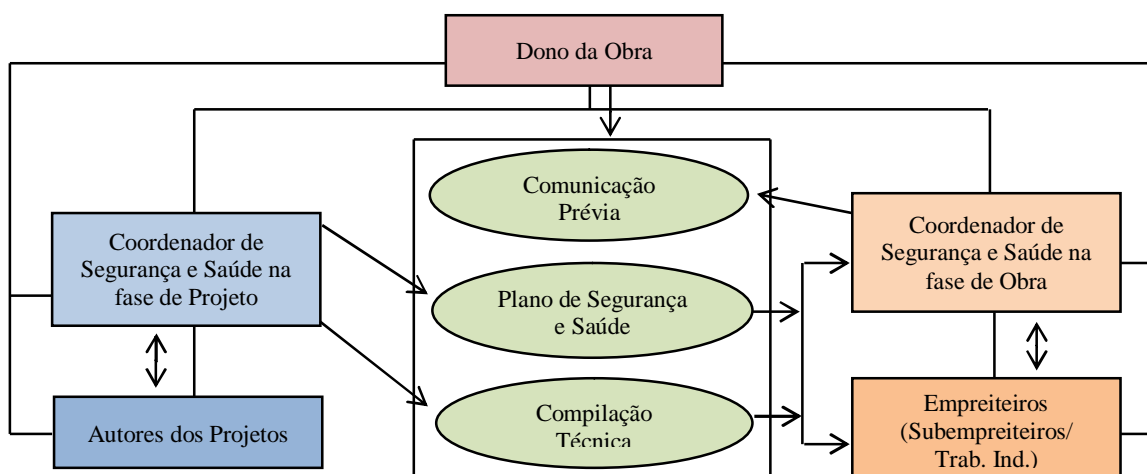 Dono da Obra
Comunicação
Prévia
Coordenador de
Segurança e Saúde na
fase de Projeto
Coordenador de
Segurança e Saúde na
fase de Obra
Plano de Segurança
e Saúde
Autores dos Projetos
Compilação
Técnica
Empreiteiros
(Subempreiteiros/
Trab. Ind.)